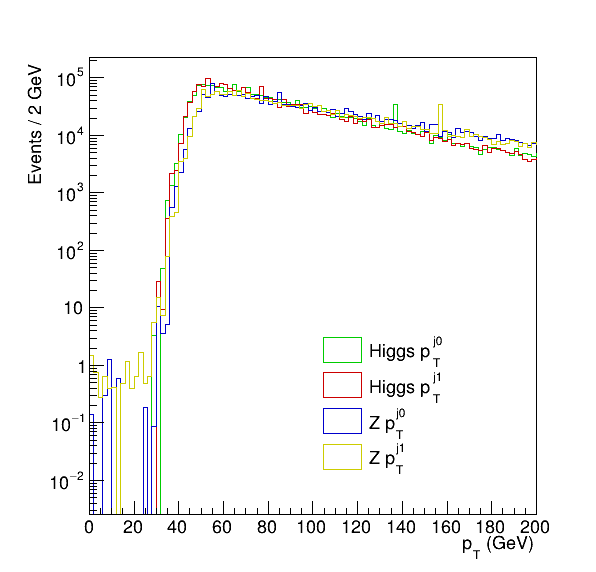 Events / 2 GeV
10^5
10^4
10^3
10^2
10
1
10^−1
10^−2
Higgs p_T^j0
Higgs p_T^j1
Z p_T^j0
Z p_T^j1
0 20 40 60 80 100 120 140 160 180 200
p_T (GeV)